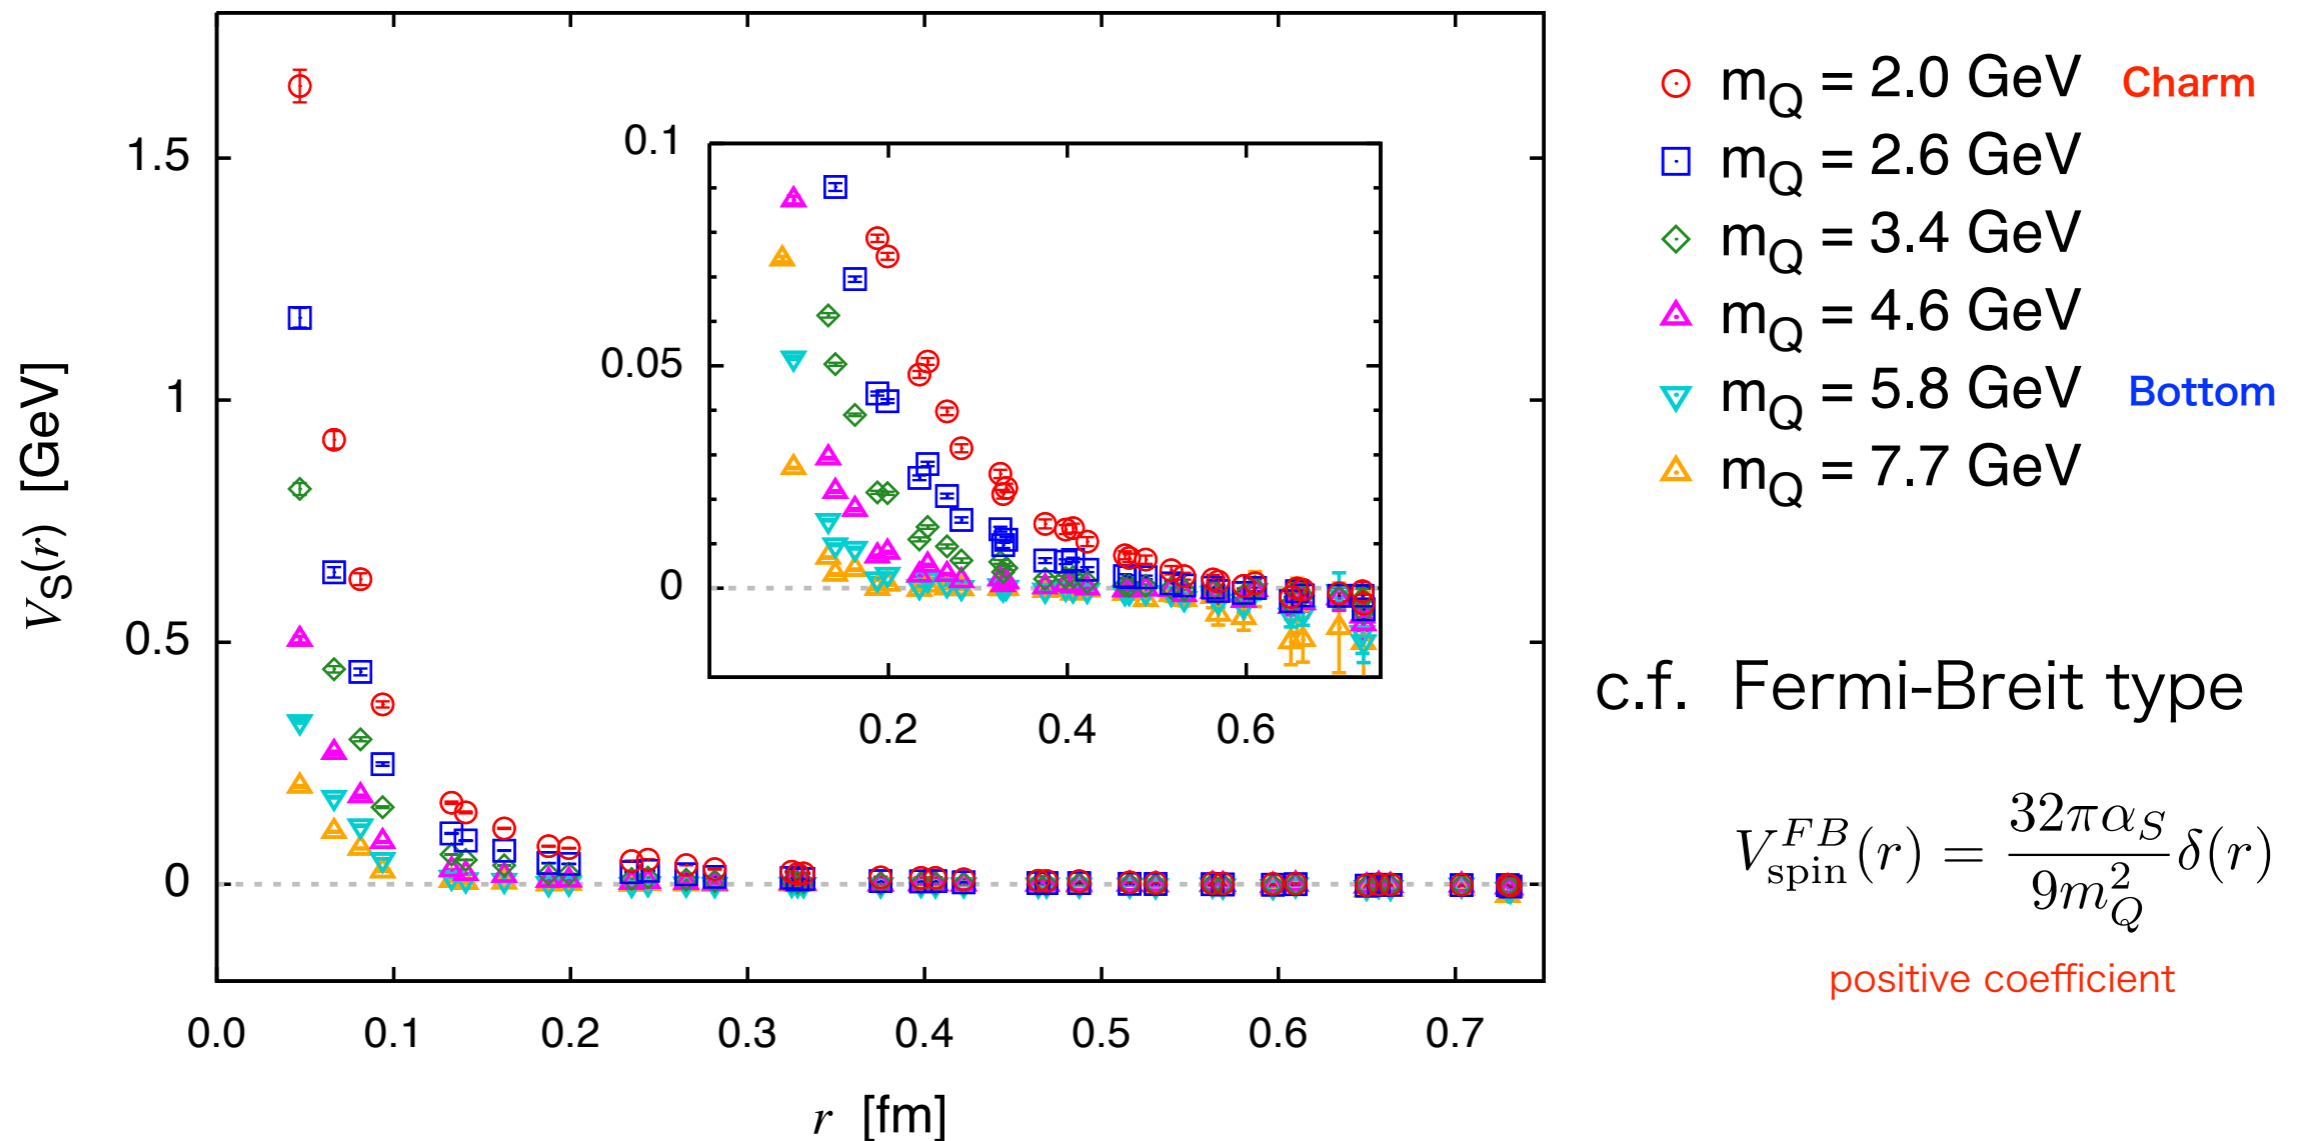 1.5
1
0.5
0
V_S(r) [GeV]
0.0 0.1 0.2 0.3 0.4 0.5 0.6 0.7
r [fm]
0.1
0.05
0
0.2 0.4 0.6
m_Q = 2.0 GeV Charm
m_Q = 2.6 GeV
m_Q = 3.4 GeV
m_Q = 4.6 GeV
m_Q = 5.8 GeV Bottom
m_Q = 7.7 GeV
c.f. Fermi-Breit type
V^{FB}_{spin}(r) = \frac{32πα_S}{9m_Q^2} δ(r)
positive coefficient